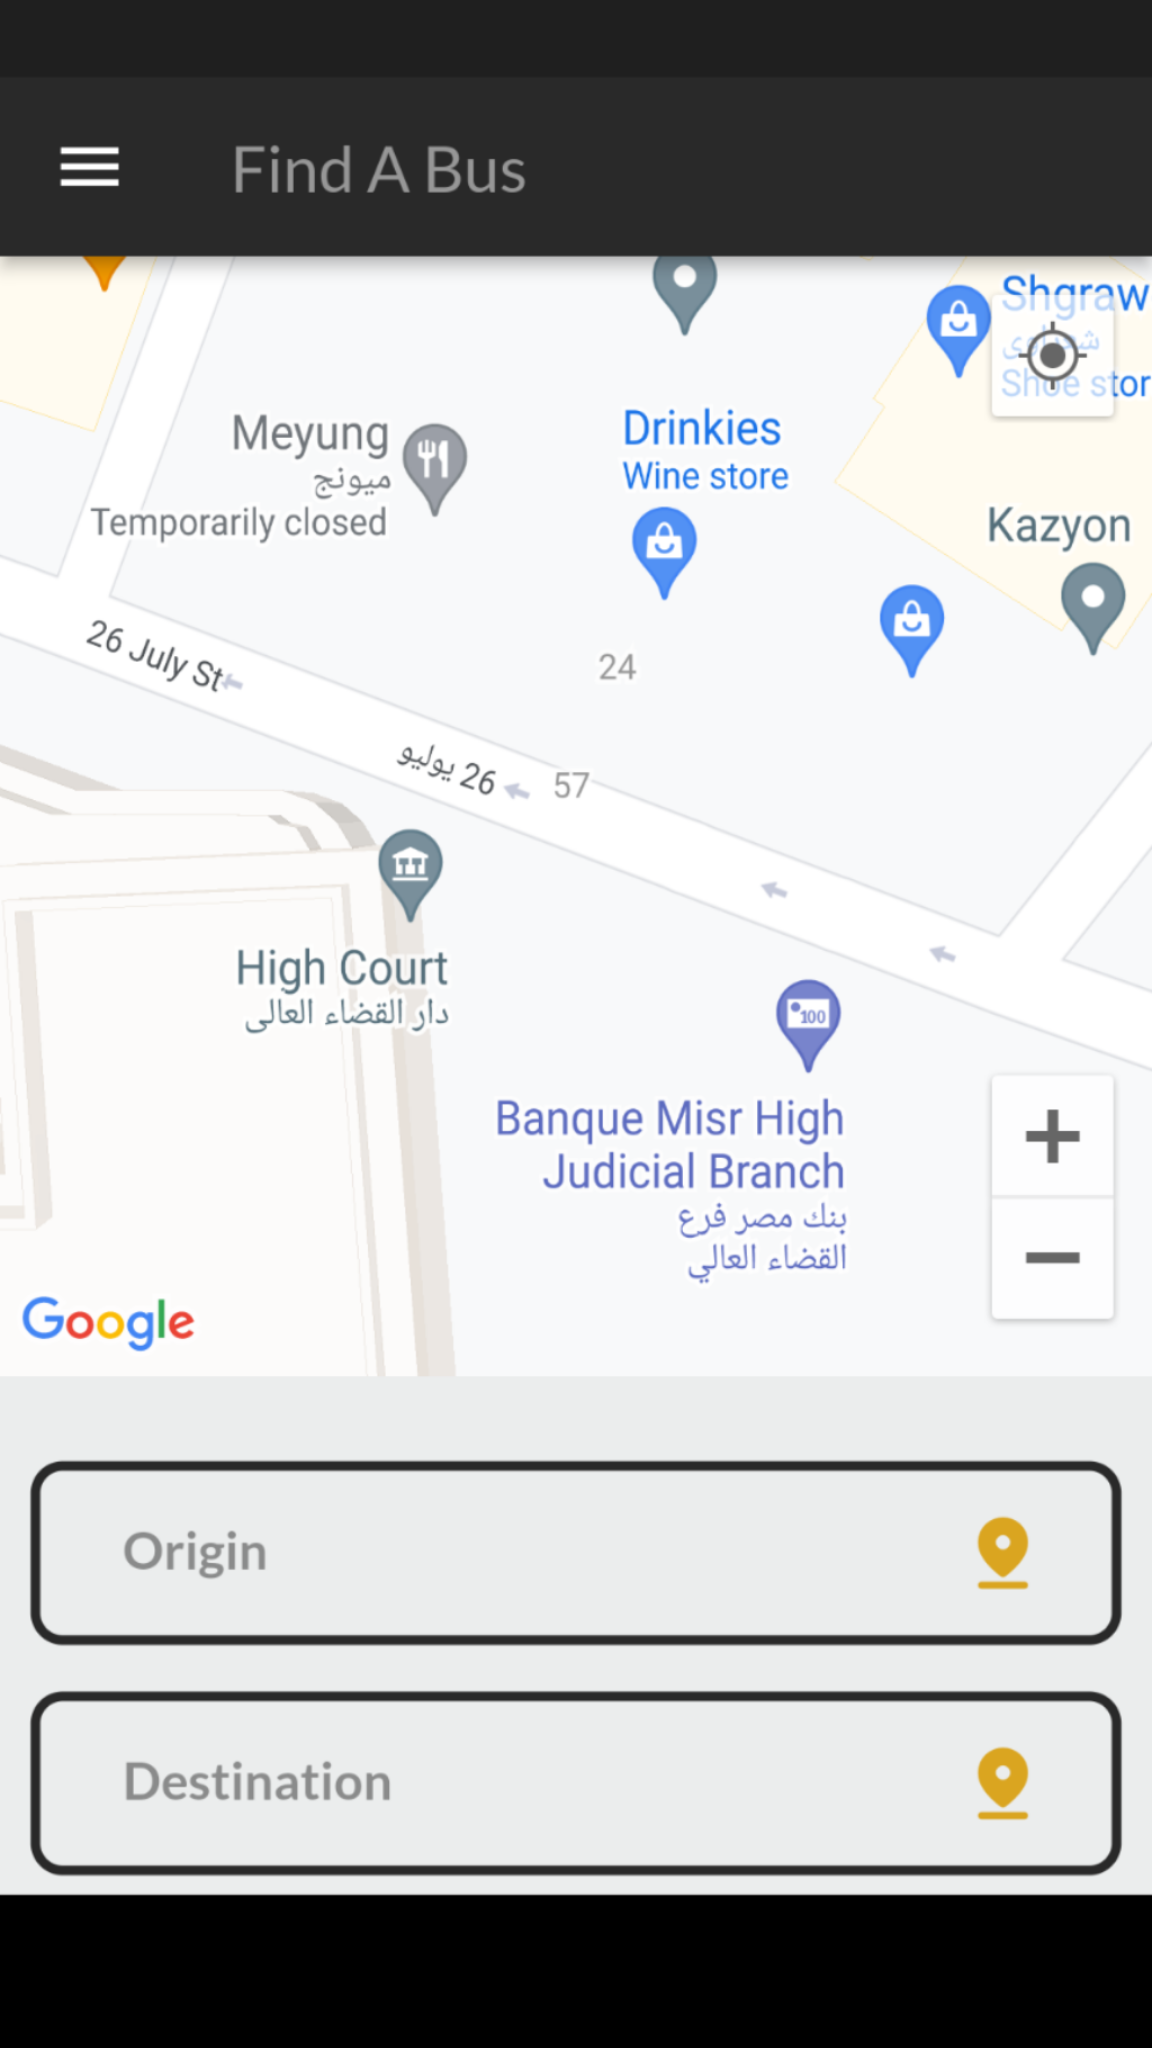 Find A Bus
Shgraw
شعراوى
Shoe stor
Meyung
ميونج
Temporarily closed
Drinkies
Wine store
Kazyon
24
26 July St
26 يوليو
57
High Court
دار القضاء العالى
100
Banque Misr High
Judicial Branch
بنك مصر فرع
القضاء العالي
Google
Origin
Destination